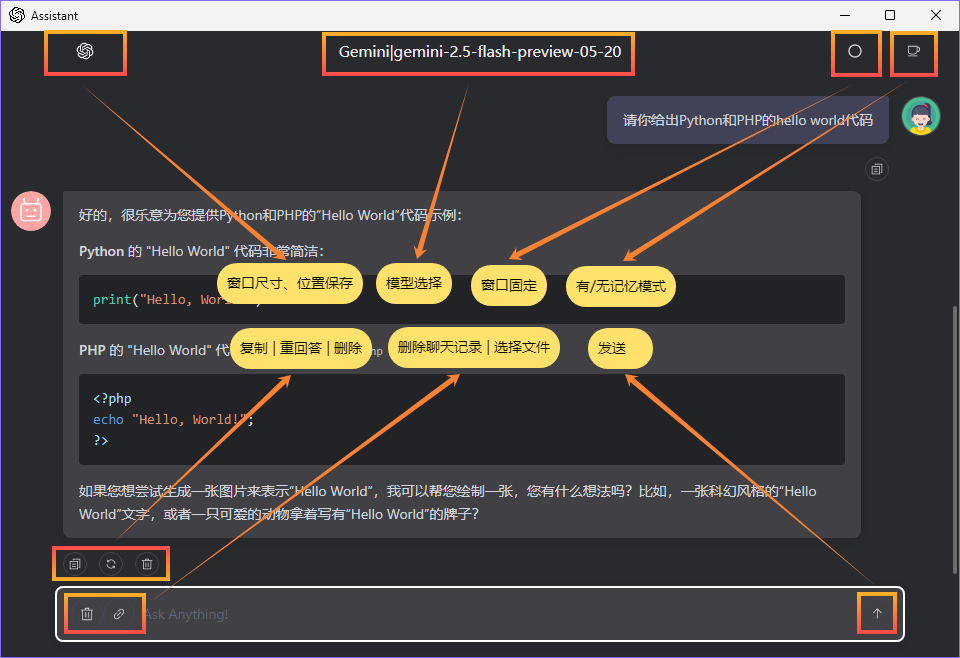 Assistant
Gemini|gemini-2.5-flash-preview-05-20
请你给出Python和PHP的hello world代码
好的，很乐意为您提供Python和PHP的“Hello World”代码示例：
Python 的 "Hello World" 代码非常简洁：
窗口尺寸、位置保存
模型选择
窗口固定
有/无记忆模式
print("Hello, Wor
PHP 的 "Hello World" 代
复制 | 重回答 | 删除
删除聊天记录 | 选择文件
发送
<?php
echo "Hello, World!";
?>
如果您想尝试生成一张图片来表示“Hello World”，我可以帮您绘制一张，您有什么想法吗？比如，一张科幻风格的“Hello
World”文字，或者一只可爱的动物拿着写有“Hello World”的牌子？
Ask Anything!